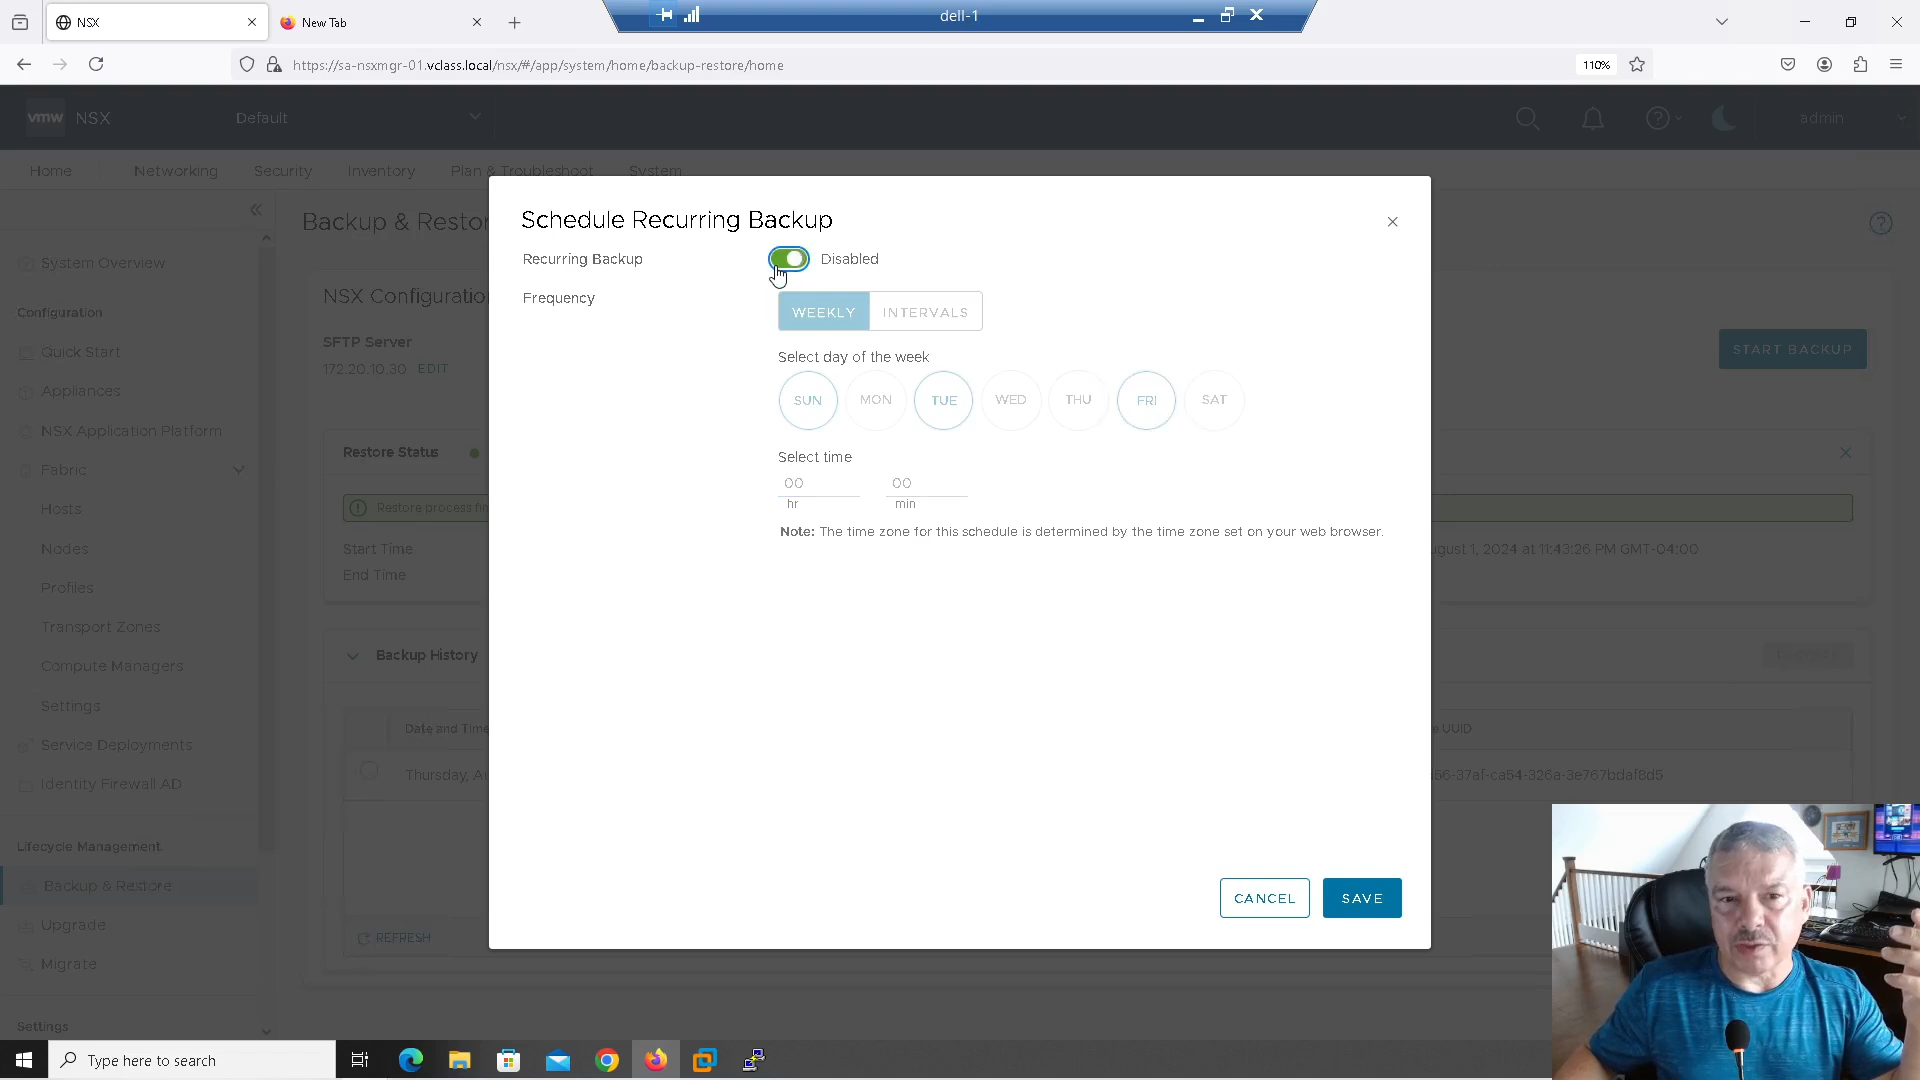 NSX
New Tab
dell-1
https://sa-nsxmgr-01.vclass.local/nsx/#/app/system/home/backup-restore/home
110%
vmw NSX
Default
admin
Home
Networking
Security
Inventory
Plan & Troubleshoot
System
System Overview
Configuration
Quick Start
Appliances
NSX Application Platform
Fabric
Hosts
Nodes
Profiles
Transport Zones
Compute Managers
Settings
Service Deployments
Identity Firewall AD
Lifecycle Management
Backup & Restore
Upgrade
Migrate
Settings
Backup & Restor
NSX Configuratio
SFTP Server
172.20.10.30 EDIT
START BACKUP
Restore Status
Restore process fi
Start Time
ugust 1, 2024 at 11:43:26 PM GMT-04:00
End Time
Backup History
Date and Time
UUID
Thursday, Au
56-37af-ca54-326a-3e767bdaf8d5
REFRESH
Schedule Recurring Backup
Recurring Backup
Disabled
Frequency
WEEKLY
INTERVALS
Select day of the week
SUN
MON
TUE
WED
THU
FRI
SAT
Select time
00
00
hr
min
Note: The time zone for this schedule is determined by the time zone set on your web browser.
CANCEL
SAVE
Type here to search